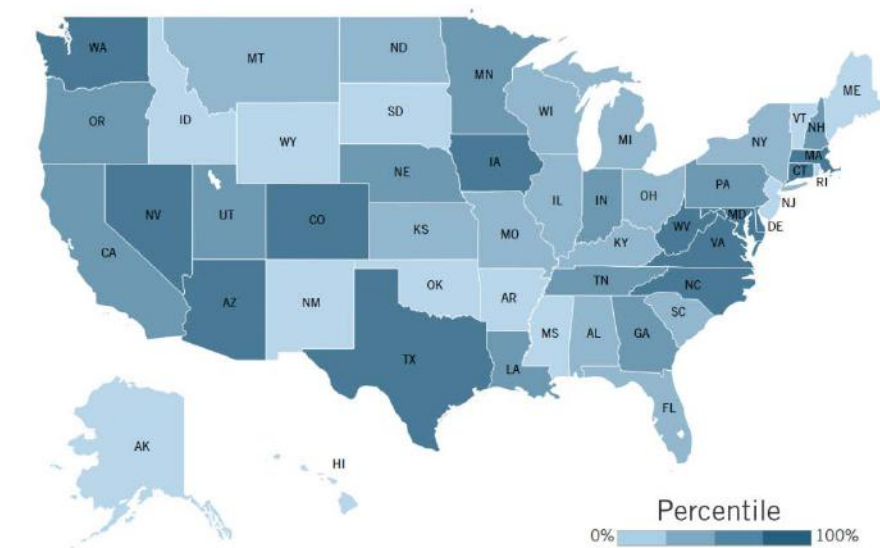 WA
MT
ND
MN
ME
OR
ID
SD
WI
VT
NH
WY
MI
NY
MA
CT
RI
IA
NE
PA
NJ
NV
UT
CO
IL
IN
OH
MD
DE
CA
KS
MO
WV
VA
KY
AZ
NM
OK
AR
TN
NC
SC
MS
AL
GA
TX
LA
FL
AK
HI
Percentile
0%
100%